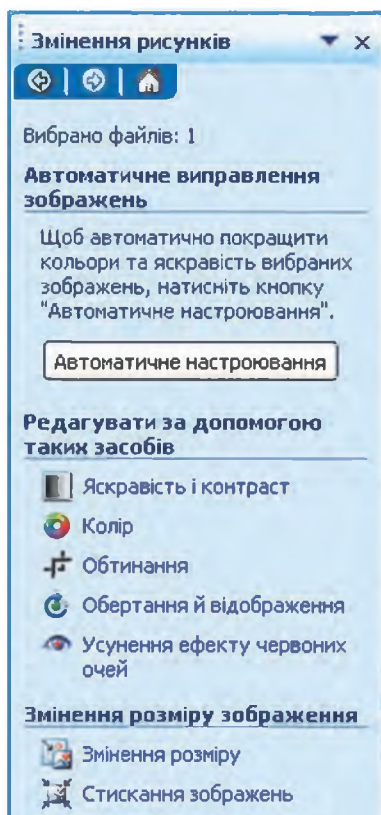 Змінення рисунків
Вибрано файлів: 1
Автоматичне виправлення
зображень
Щоб автоматично покращити
кольори та яскравість вибраних
зображень, натисніть кнопку
"Автоматичне настроювання".
Автоматичне настроювання
Редагувати за допомогою
таких засобів
Яскравість і контраст
Колір
Обтинання
Обертання й відображення
Усунення ефекту червоних
очей
Змінення розміру зображення
Змінення розміру
Стискання зображень